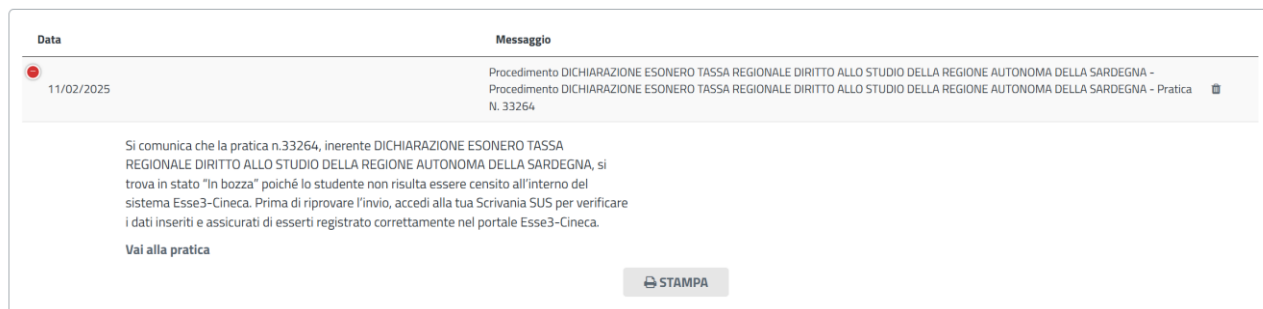 Data Messaggio
Procedimento DICHIARAZIONE ESONERO TASSA REGIONALE DIRITTO ALLO STUDIO DELLA REGIONE AUTONOMA DELLA SARDEGNA -
11/02/2025 Procedimento DICHIARAZIONE ESONERO TASSA REGIONALE DIRITTO ALLO STUDIO DELLA REGIONE AUTONOMA DELLA SARDEGNA - Pratica
N. 33264
Si comunica che la pratica n.33264, inerente DICHIARAZIONE ESONERO TASSA
REGIONALE DIRITTO ALLO STUDIO DELLA REGIONE AUTONOMA DELLA SARDEGNA, si
trova in stato "In bozza" poiché lo studente non risulta essere censito all'interno del
sistema Esse3-Cineca. Prima di riprovare l'invio, accedi alla tua Scrivania SUS per verificare
i dati inseriti e assicurati di esserti registrato correttamente nel portale Esse3-Cineca.
Vai alla pratica
STAMPA